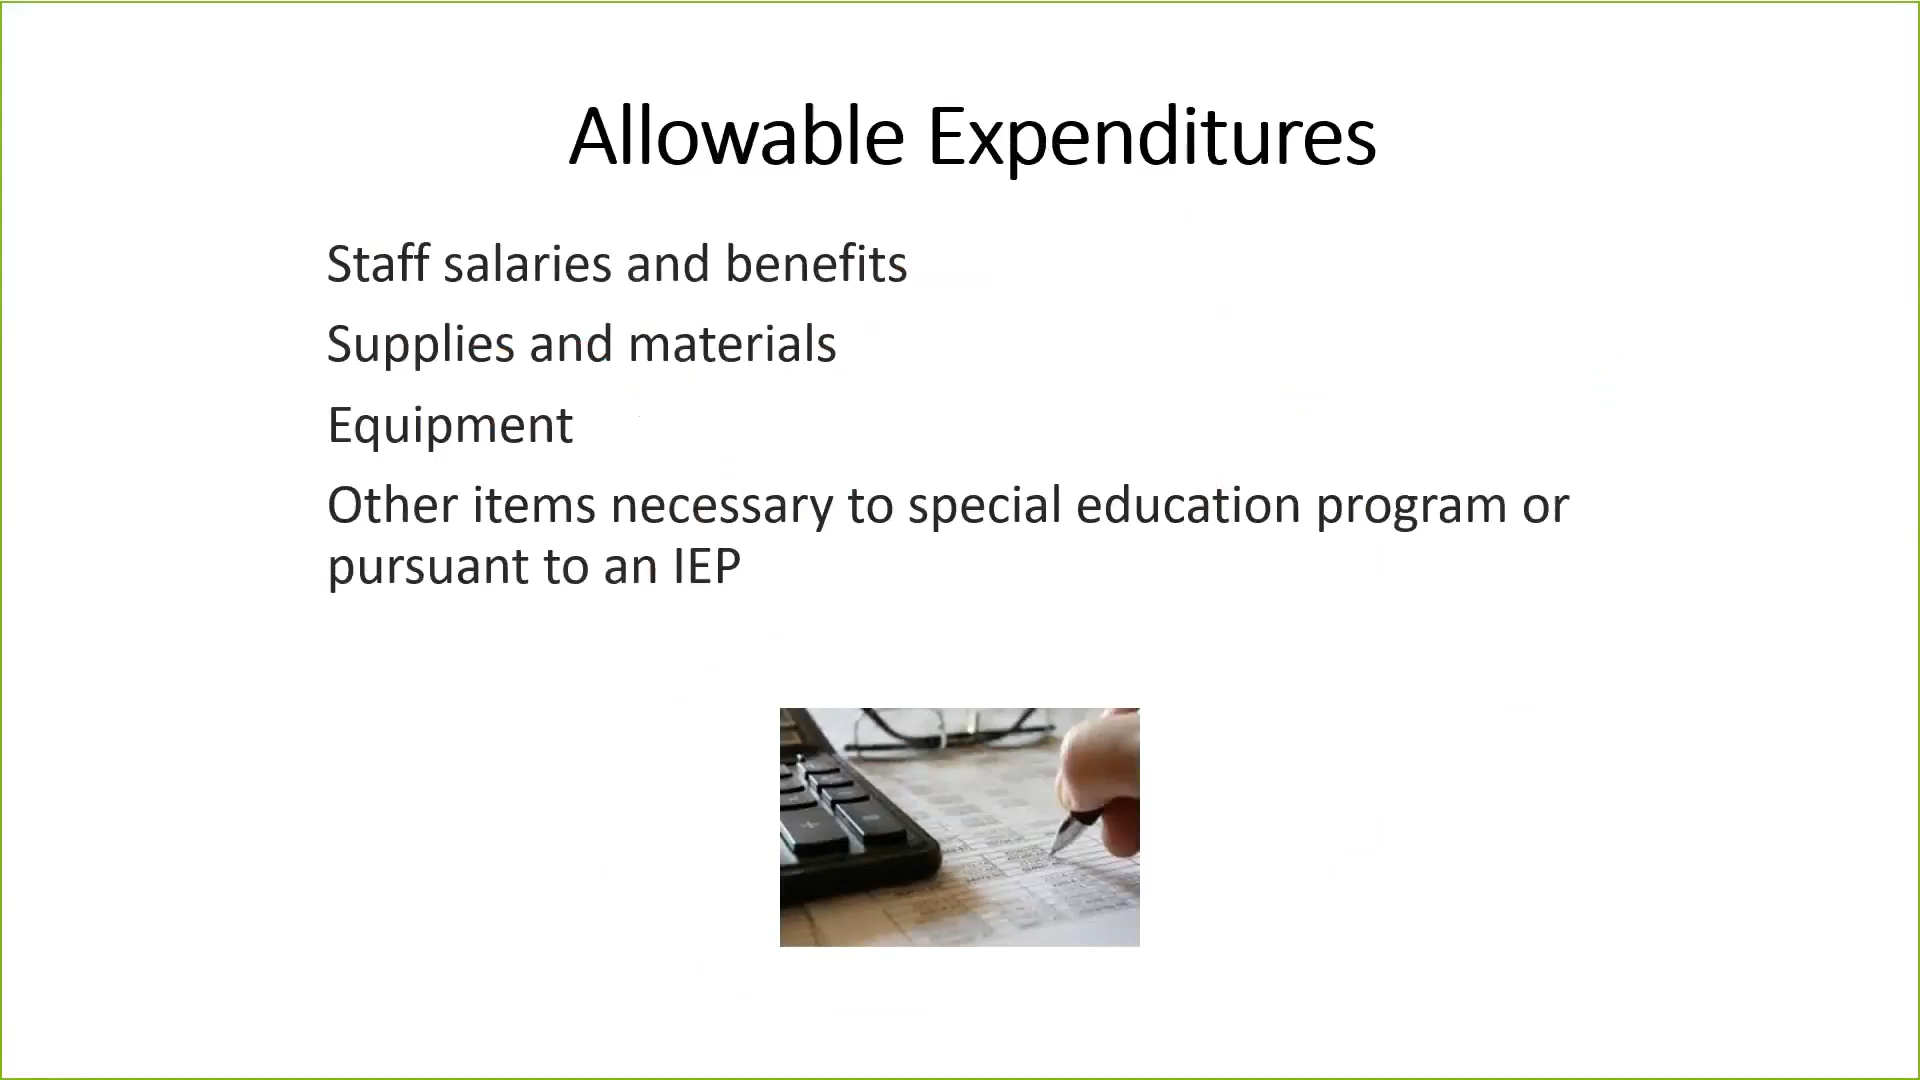 Allowable Expenditures
Staff salaries and benefits
Supplies and materials
Equipment
Other items necessary to special education program or
pursuant to an IEP